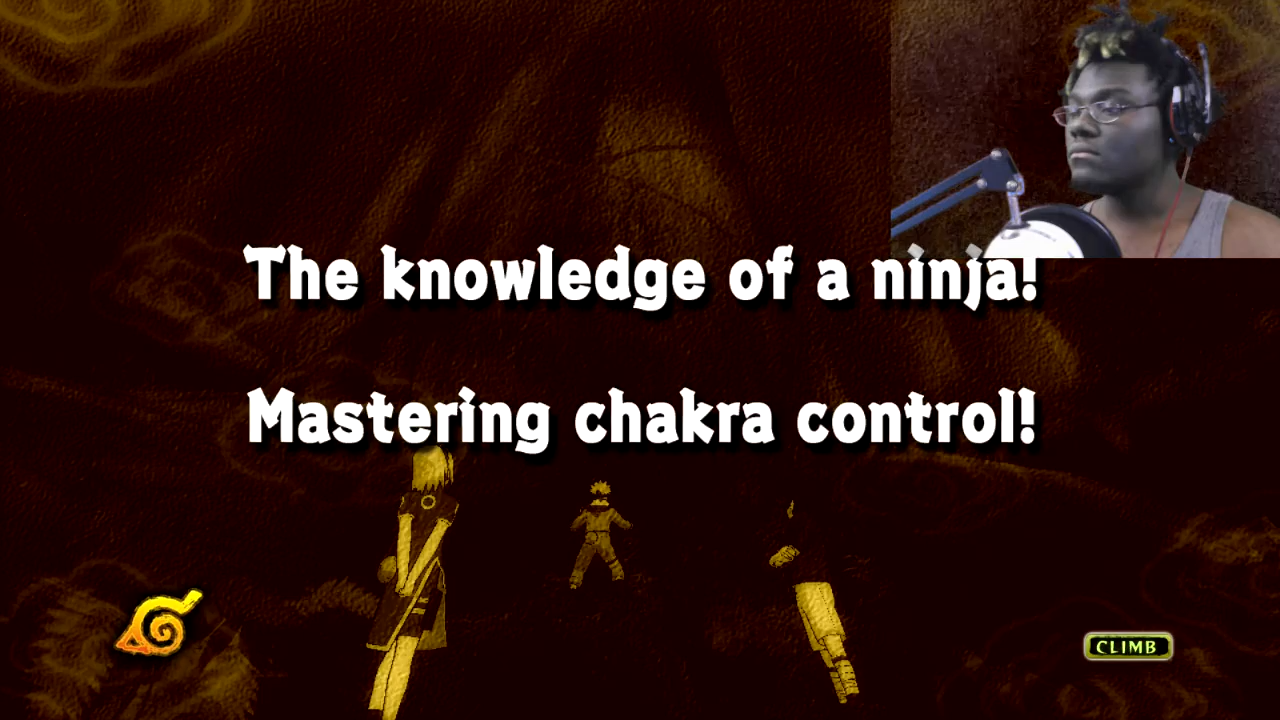 The knowledge of a ninja!
Mastering chakra control!
CLIMB